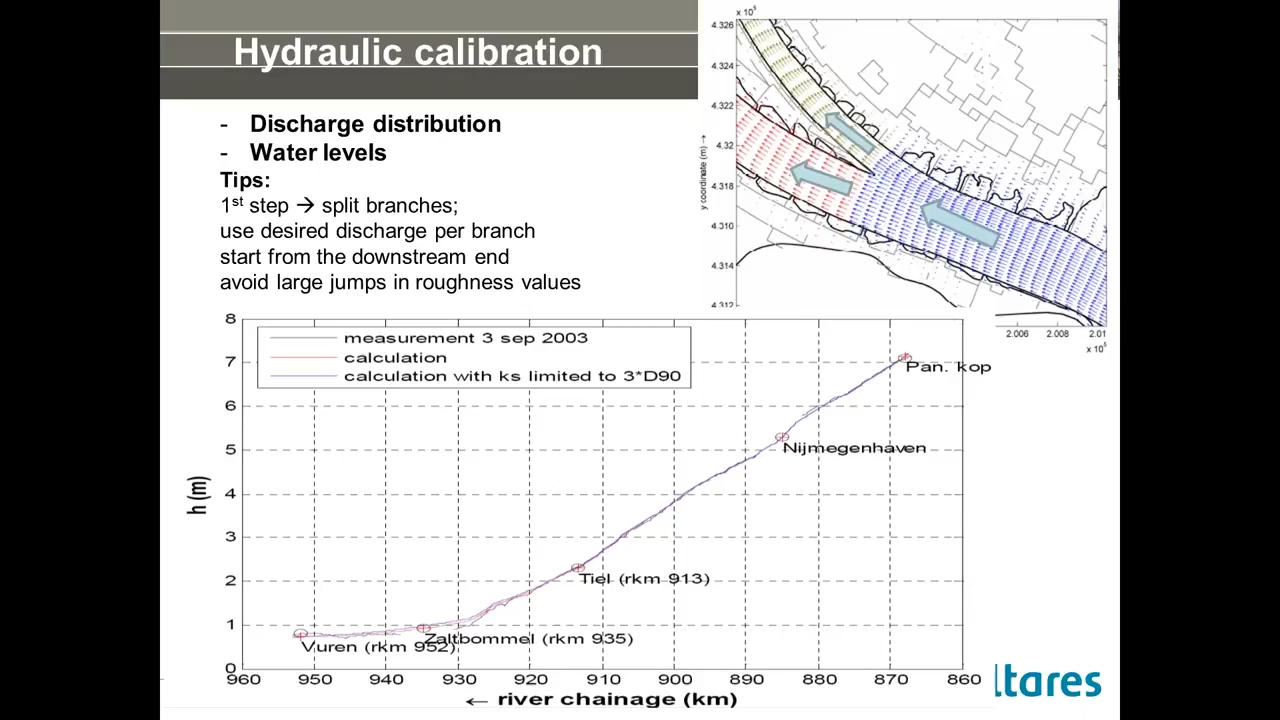 Hydraulic calibration
- Discharge distribution
- Water levels
Tips:
1st step → split branches;
use desired discharge per branch
start from the downstream end
avoid large jumps in roughness values
x 10⁵
4.326
4.324
4.322
4.32
4.318
4.310
4.314
4.312
y coordinate (m) →
2.006 2.008 2.01
x 10⁵
8
7
6
5
4
3
2
1
0
h (m)
measurement 3 sep 2003
calculation
calculation with ks limited to 3*D90
Pan. kop
Nijmegenhaven
Tiel (rkm 913)
Zaltbommel (rkm 935)
Vuren (rkm 952)
960 950 940 930 920 910 900 890 880 870 860
← river chainage (km)
ltares